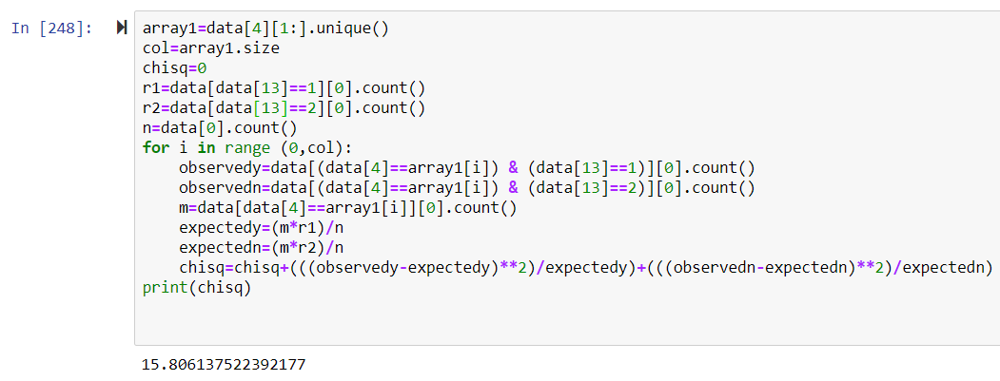 In [248]:
array1=data[4][1:].unique()
col=array1.size
chisq=0
r1=data[data[13]==1][0].count()
r2=data[data[13]==2][0].count()
n=data[0].count()
for i in range (0,col):
    observedy=data[(data[4]==array1[i]) & (data[13]==1)][0].count()
    observedn=data[(data[4]==array1[i]) & (data[13]==2)][0].count()
    m=data[data[4]==array1[i]][0].count()
    expectedy=(m*r1)/n
    expectedn=(m*r2)/n
    chisq=chisq+(((observedy-expectedy)**2)/expectedy)+(((observedn-expectedn)**2)/expectedn)
print(chisq)
15.806137522392177